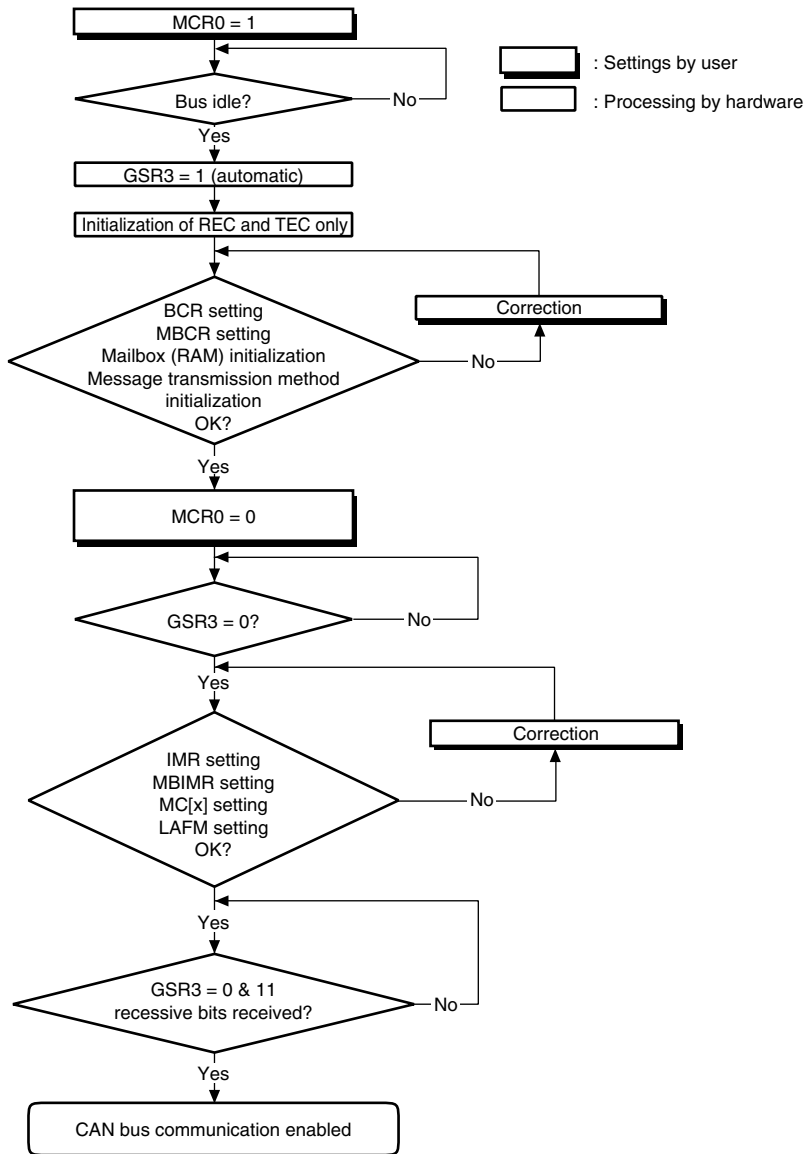 MCR0 = 1
: Settings by user
: Processing by hardware
Bus idle?
No
Yes
GSR3 = 1 (automatic)
Initialization of REC and TEC only
BCR setting
MBCR setting
Mailbox (RAM) initialization
Message transmission method
initialization
OK?
No
Correction
Yes
MCR0 = 0
GSR3 = 0?
No
Yes
IMR setting
MBIMR setting
MC[x] setting
LAFM setting
OK?
No
Correction
Yes
GSR3 = 0 & 11
recessive bits received?
No
Yes
CAN bus communication enabled